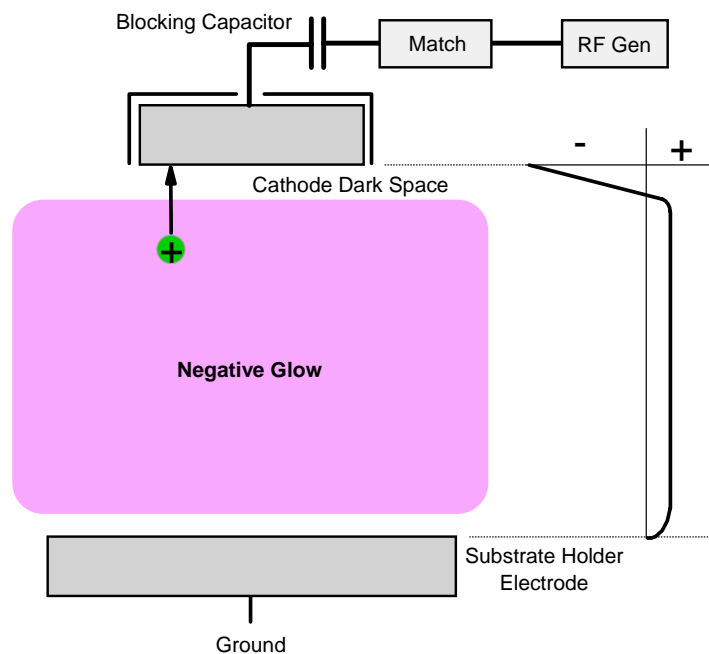 Blocking Capacitor
Match
RF Gen
-
+
Cathode Dark Space
+
Negative Glow
Substrate Holder
Electrode
Ground